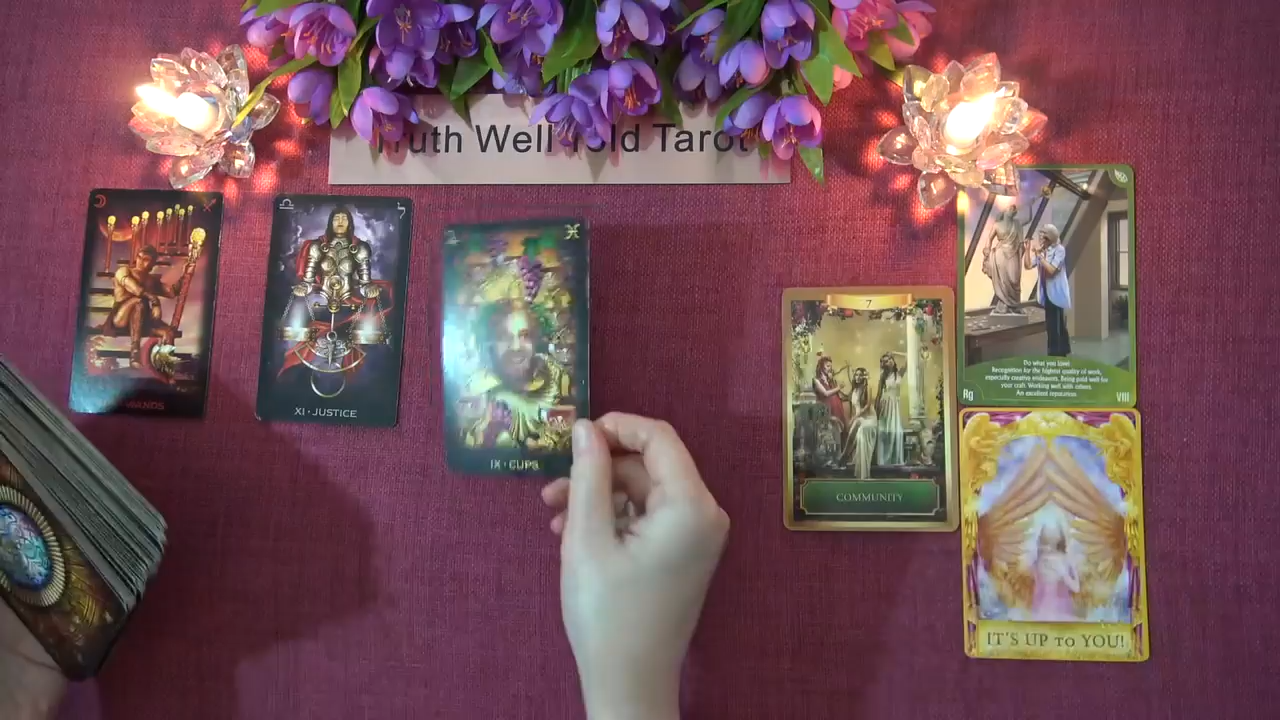 Truth Well Told Tarot
WANDS
XI · JUSTICE
IX · CUPS
7
COMMUNITY
Do what you love!
Recognition for the highest quality of work,
especially creative endeavors. Being paid well for
your craft. Working well with others.
An excellent reputation.
Rg
VIII
IT'S UP TO YOU!